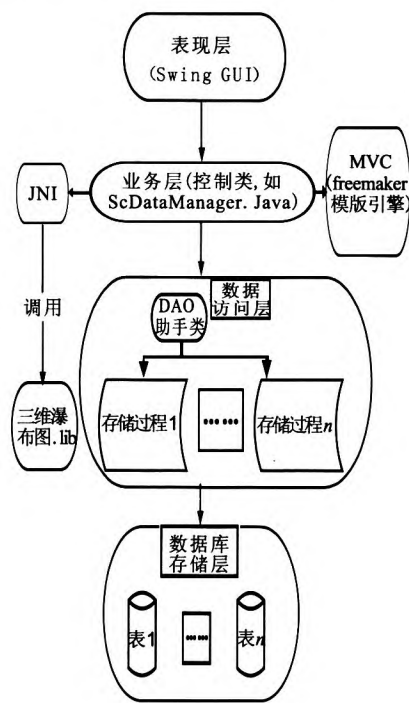 表现层
(Swing GUI)
JNI
业务层(控制类,如
ScDataManager.Java)
MVC
(freemaker
模版引擎)
调用
数据
访问层
DAO
助手类
三维瀑
布图.lib
存储过程1
……
存储过程n
数据库
存储层
表1
……
表n